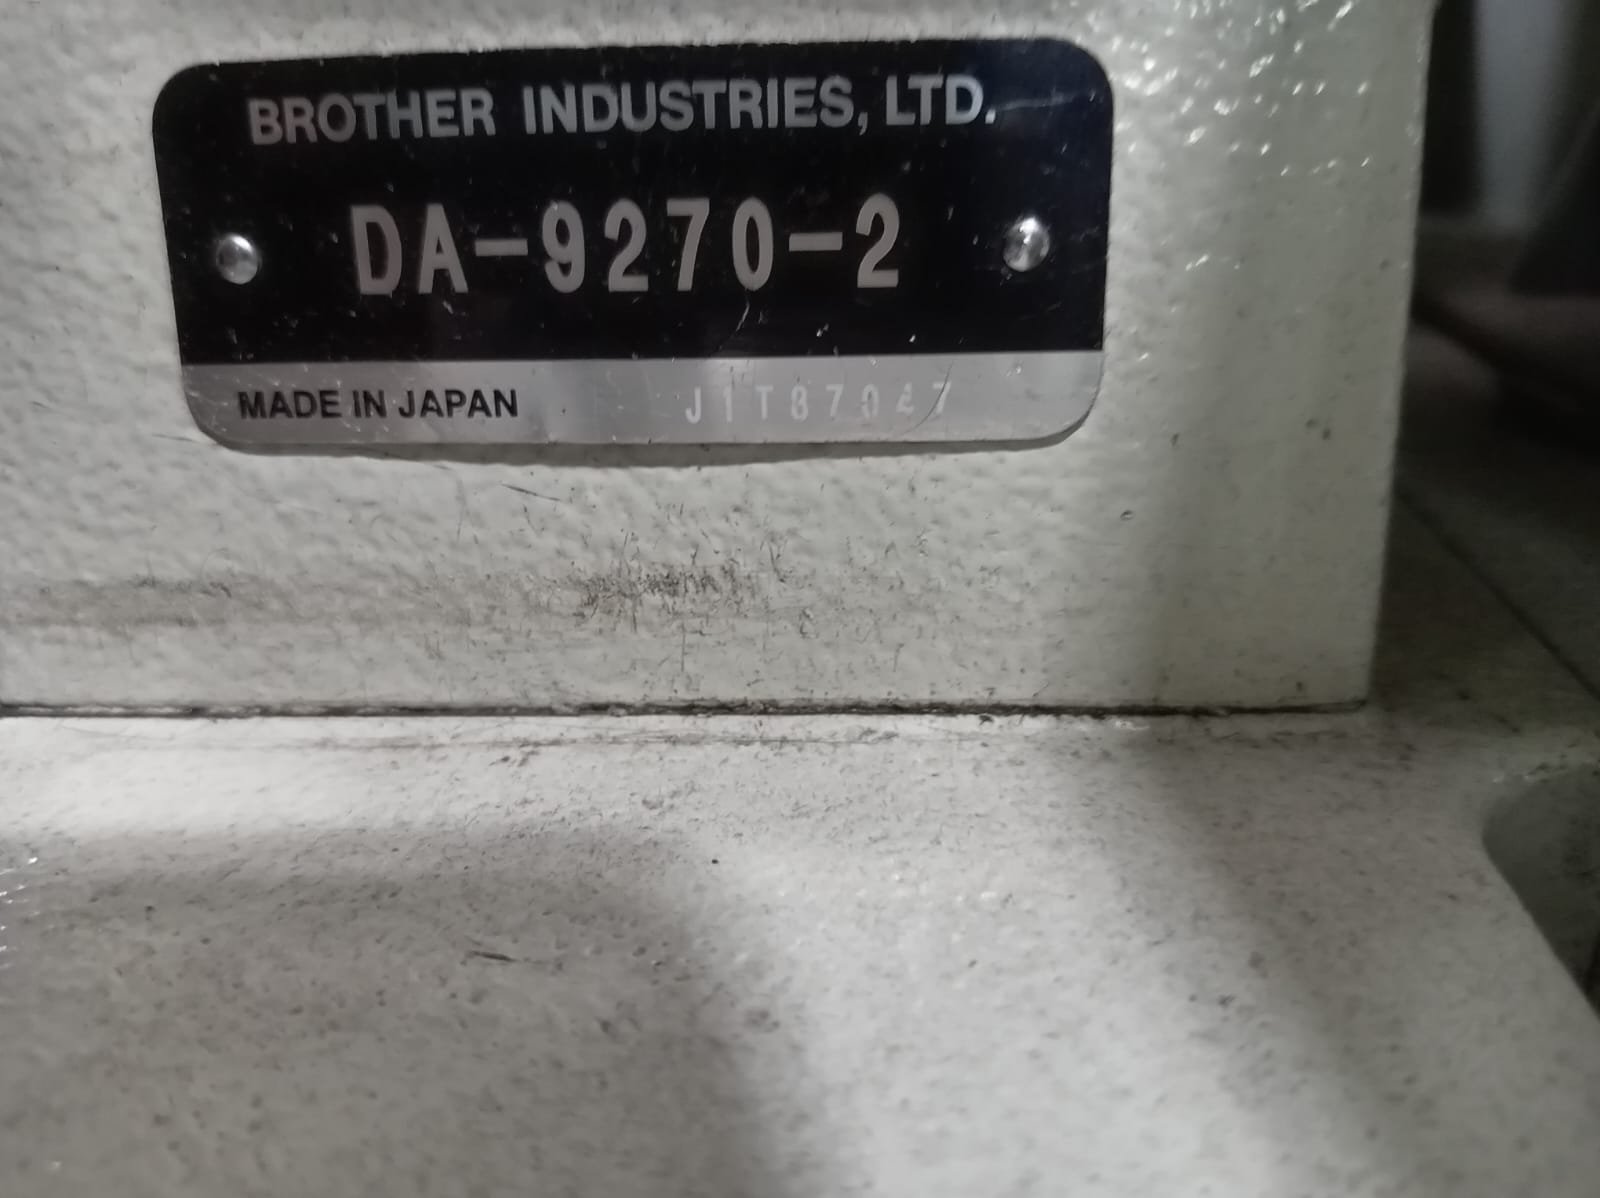 BROTHER INDUSTRIES, LTD.
DA-9270-2
MADE IN JAPAN J1T87047